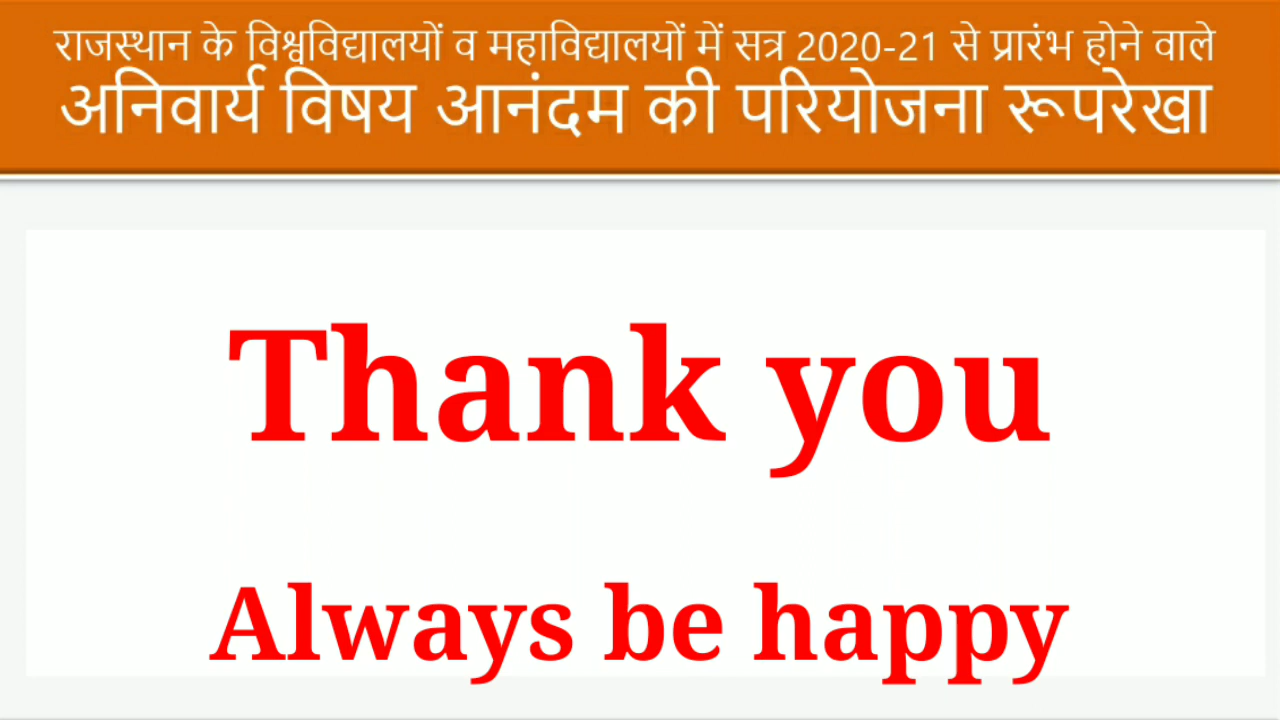 राजस्थान के विश्वविद्यालयों व महाविद्यालयों में सत्र 2020-21 से प्रारंभ होने वाले
अनिवार्य विषय आनंदम की परियोजना रूपरेखा
Thank you
Always be happy